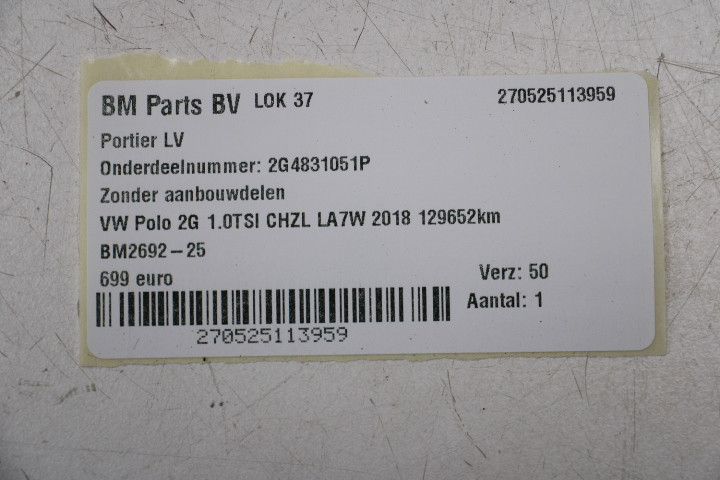 BM Parts BV LOK 37 270525113959
Portier LV
Onderdeelnummer: 2G4831051P
Zonder aanbouwdelen
VW Polo 2G 1.0TSI CHZL LA7W 2018 129652km
BM2692-25
699 euro Verz: 50
Aantal: 1
270525113959